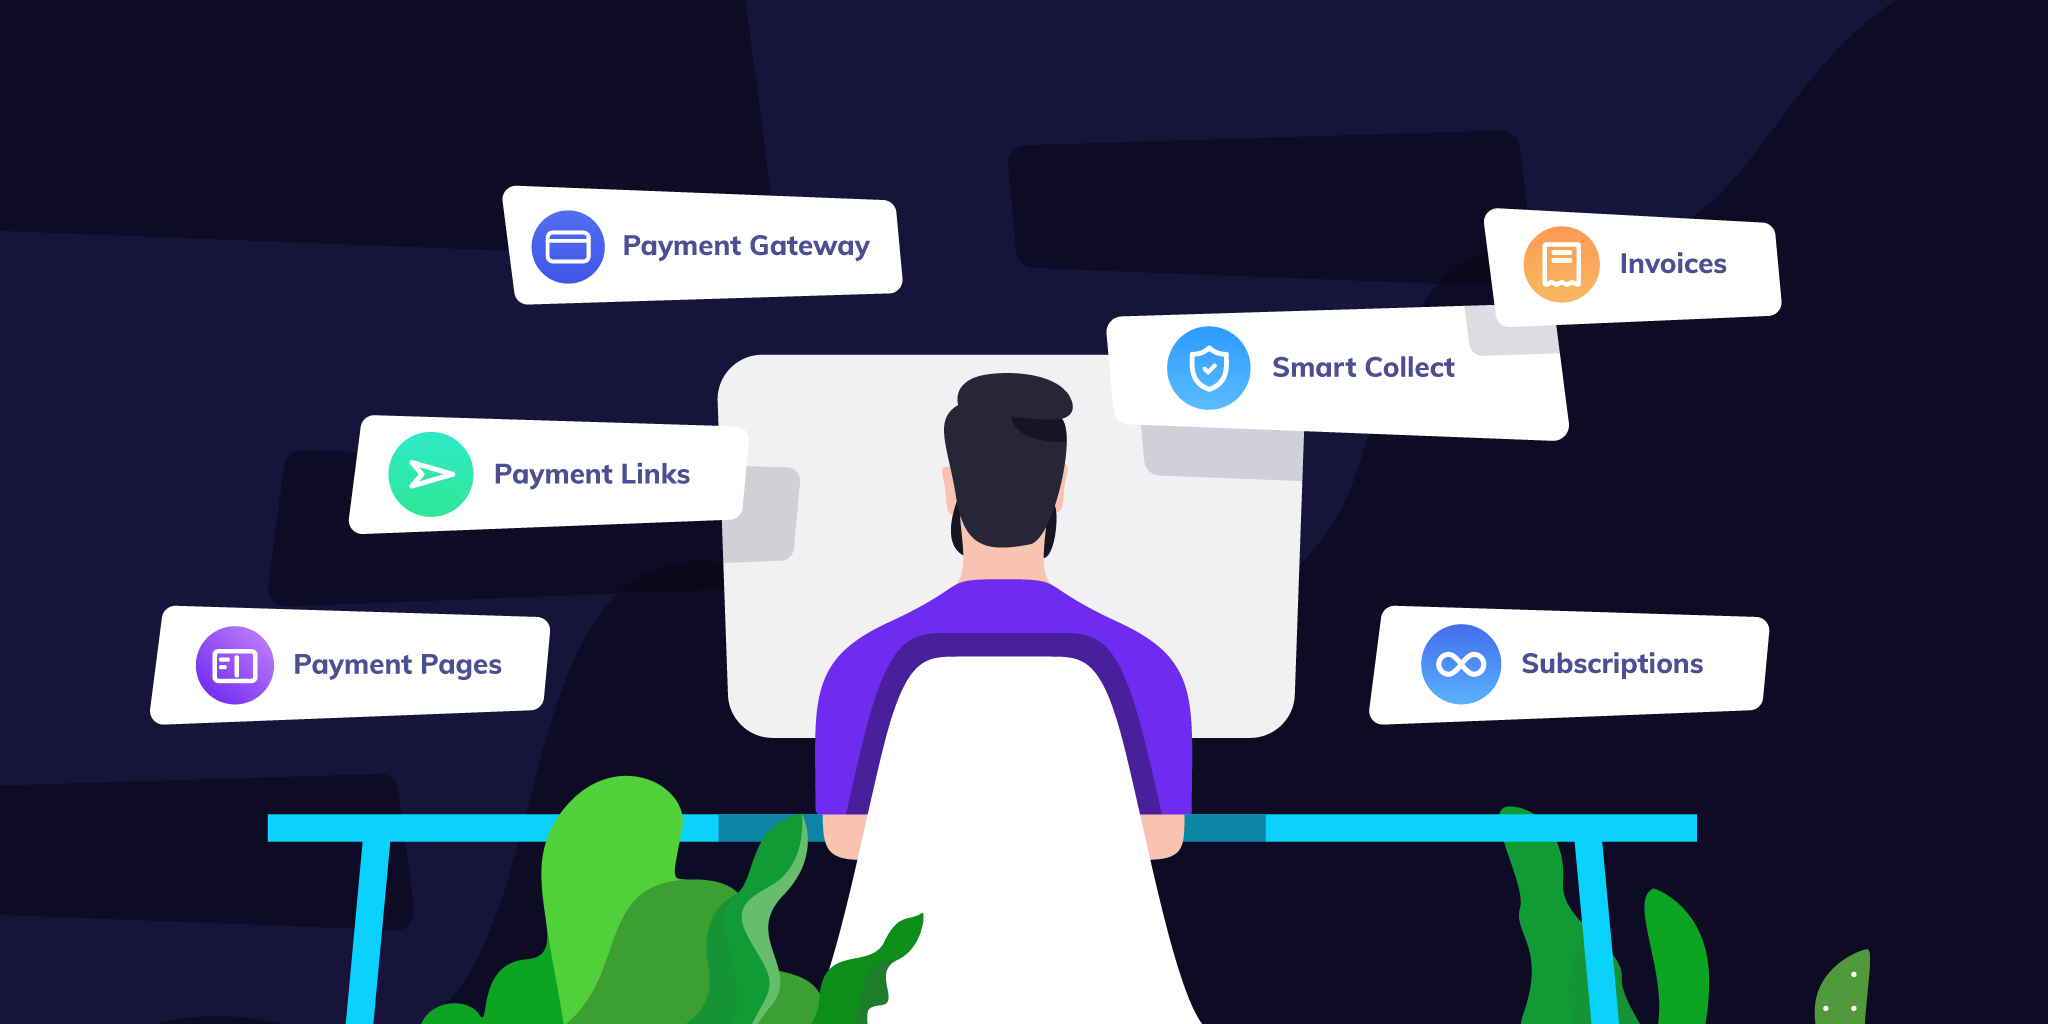 Payment Gateway
Invoices
Smart Collect
Payment Links
Payment Pages
Subscriptions